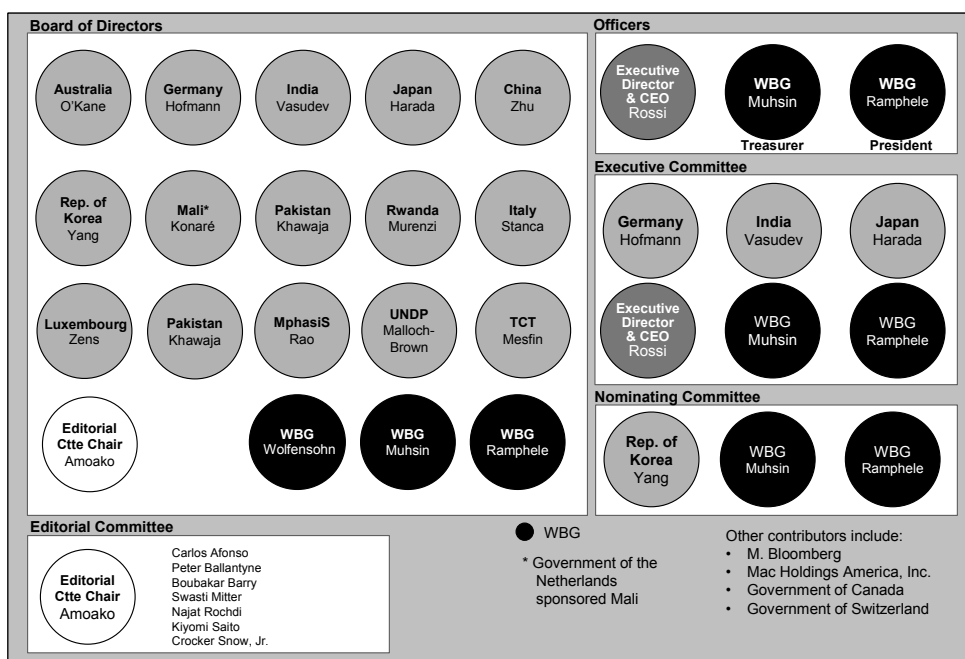 Board of Directors
Australia
O'Kane
Germany
Hofmann
India
Vasudev
Japan
Harada
China
Zhu
Rep. of
Korea
Yang
Mali*
Konaré
Pakistan
Khawaja
Rwanda
Murenzi
Italy
Stanca
Luxembourg
Zens
Pakistan
Khawaja
MphasiS
Rao
UNDP
Malloch-
Brown
TCT
Mesfin
Editorial
Ctte Chair
Amoako
WBG
Wolfensohn
WBG
Muhsin
WBG
Ramphele
Officers
Executive
Director
& CEO
Rossi
WBG
Muhsin
Treasurer
WBG
Ramphele
President
Executive Committee
Germany
Hofmann
India
Vasudev
Japan
Harada
Executive
Director
& CEO
Rossi
WBG
Muhsin
WBG
Ramphele
Nominating Committee
Rep. of
Korea
Yang
WBG
Muhsin
WBG
Ramphele
Editorial Committee
Editorial
Ctte Chair
Amoako
Carlos Afonso
Peter Ballantyne
Boubakar Barry
Swasti Mitter
Najat Rochdi
Kiyomi Saito
Crocker Snow, Jr.
WBG
* Government of the
Netherlands
sponsored Mali
Other contributors include:
• M. Bloomberg
• Mac Holdings America, Inc.
• Government of Canada
• Government of Switzerland